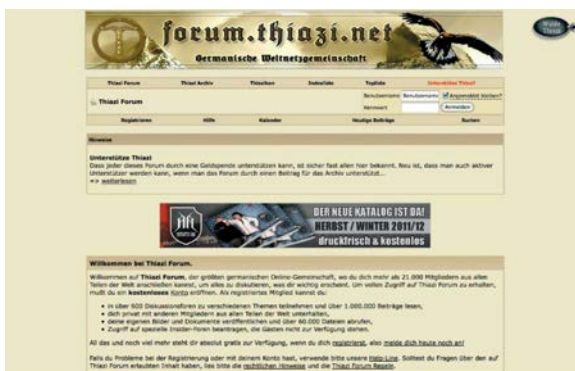 forum.thiazi.net
Germanische Weltnetzgemeinschaft
Thiazi Forum Thiazi Archiv Thiazikon Indexliste Topliste Unterstütze Thiazi!
Thiazi Forum
Benutzername Benutzername Angemeldet bleiben?
Kennwort Anmelden
Registrieren Hilfe Kalender Heutige Beiträge Suchen
Hinweise
Unterstütze Thiazi
Dass jeder dieses Forum durch eine Geldspende unterstützen kann, ist sicher fast allen hier bekannt. Neu ist, dass man auch aktiver
Unterstützer werden kann, wenn man das Forum durch einen Beitrag für das Archiv unterstützt...
=> weiterlesen
DER NEUE KATALOG IST DA!
HERBST / WINTER 2011/12
druckfrisch & kostenlos
Willkommen bei Thiazi Forum.
Willkommen auf Thiazi Forum, der größten germanischen Online-Gemeinschaft, wo du dich mehr als 21.000 Mitgliedern aus allen
Teilen der Welt anschließen kannst, um alles zu diskutieren, was dir wichtig erscheint. Um vollen Zugriff auf Thiazi Forum zu erhalten,
mußt du ein kostenloses Konto eröffnen. Als registriertes Mitglied kannst du:
• in über 600 Diskussionsforen zu verschiedenen Themen teilnehmen und über 1.000.000 Beiträge lesen,
• dich privat mit anderen Mitgliedern aus allen Teilen der Welt unterhalten,
• deine eigenen Bilder und Dokumente veröffentlichen und über 60.000 Dateien abrufen,
• Zugriff auf spezielle Insider-Foren beantragen, die Gästen nicht zur Verfügung stehen.
All das und noch viel mehr steht dir absolut gratis zur Verfügung, wenn du dich registrierst, also melde dich heute noch an!
Falls du Probleme bei der Registrierung oder mit deinem Konto hast, verwende bitte unsere Help-Line. Solltest du Fragen über den auf
Thiazi Forum erlaubten Inhalt haben, lies bitte die rechtlichen Hinweise und die Thiazi Forum Regeln.